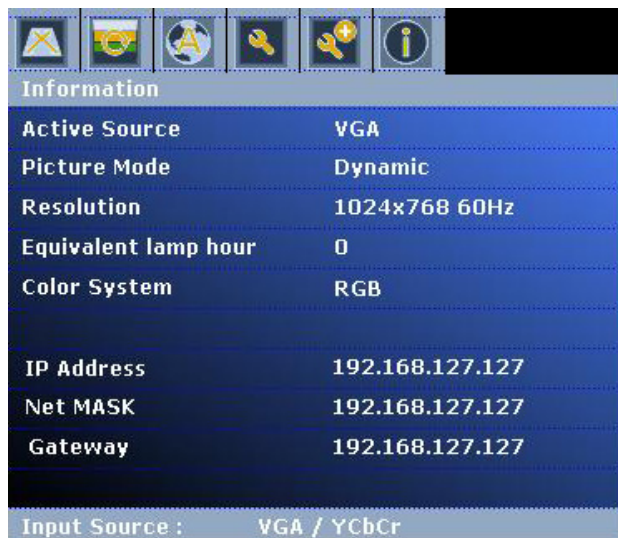 Information
Active Source VGA
Picture Mode Dynamic
Resolution 1024x768 60Hz
Equivalent lamp hour 0
Color System RGB
IP Address 192.168.127.127
Net MASK 192.168.127.127
Gateway 192.168.127.127
Input Source : VGA / YCbCr